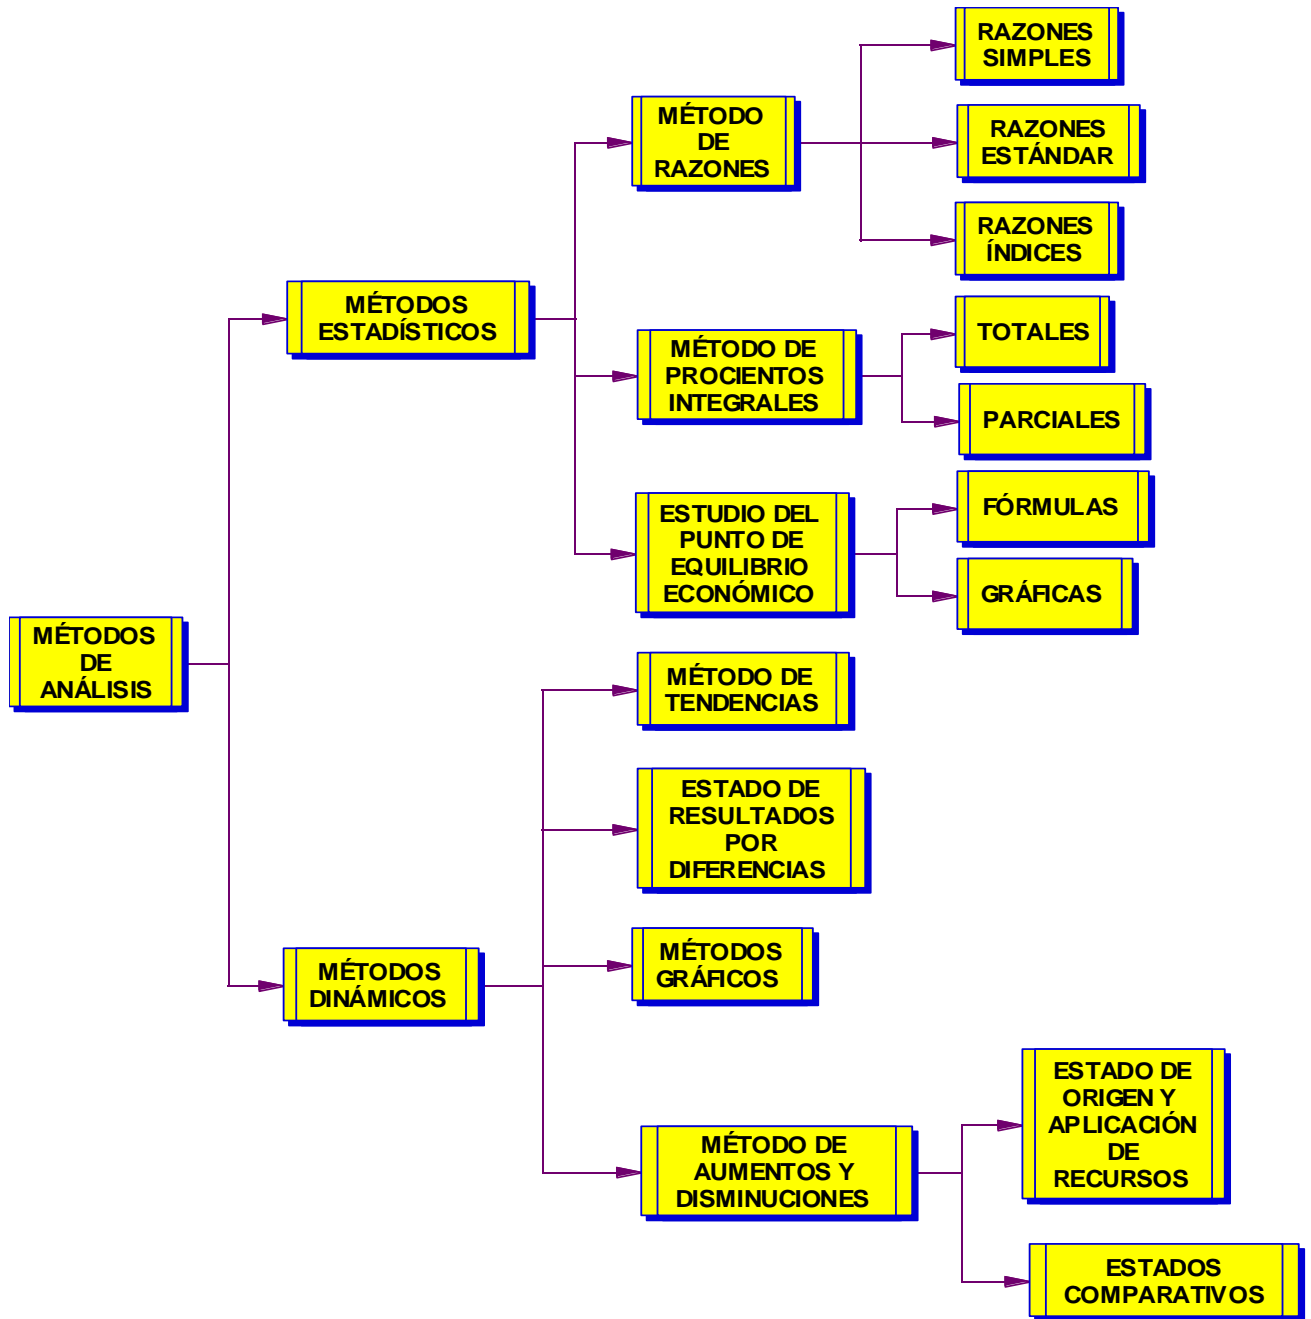 RAZONES
SIMPLES
MÉTODO
DE
RAZONES
RAZONES
ESTÁNDAR
RAZONES
ÍNDICES
MÉTODOS
ESTADÍSTICOS
MÉTODO DE
PROCIENTOS
INTEGRALES
TOTALES
PARCIALES
ESTUDIO DEL
PUNTO DE
EQUILIBRIO
ECONÓMICO
FÓRMULAS
GRÁFICAS
MÉTODOS
DE
ANÁLISIS
MÉTODO DE
TENDENCIAS
ESTADO DE
RESULTADOS
POR
DIFERENCIAS
MÉTODOS
DINÁMICOS
MÉTODOS
GRÁFICOS
MÉTODO DE
AUMENTOS Y
DISMINUCIONES
ESTADO DE
ORIGEN Y
APLICACIÓN
DE
RECURSOS
ESTADOS
COMPARATIVOS